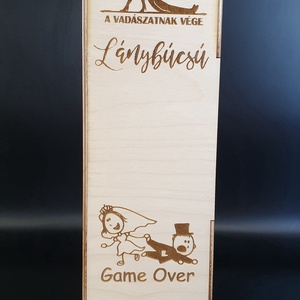 A VADÁSZATNAK VÉGE
Lánybúcsú
Game Over